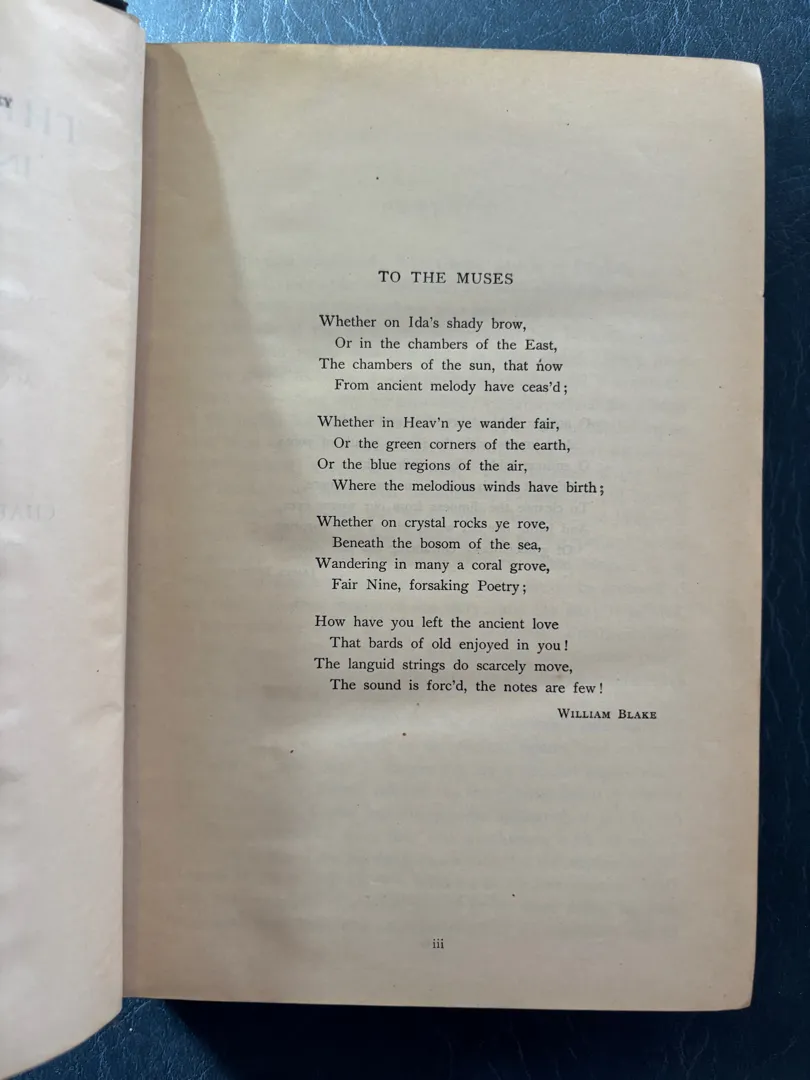 TO THE MUSES
Whether on Ida's shady brow,
Or in the chambers of the East,
The chambers of the sun, that now
From ancient melody have ceas'd;
Whether in Heav'n ye wander fair,
Or the green corners of the earth,
Or the blue regions of the air,
Where the melodious winds have birth;
Whether on crystal rocks ye rove,
Beneath the bosom of the sea,
Wandering in many a coral grove,
Fair Nine, forsaking Poetry;
How have you left the ancient love
That bards of old enjoyed in you!
The languid strings do scarcely move,
The sound is forc'd, the notes are few!
WILLIAM BLAKE
iii